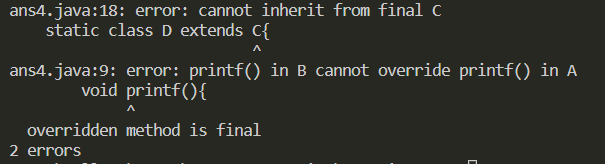 ans4.java:18: error: cannot inherit from final C
    static class D extends C{
                           ^
ans4.java:9: error: printf() in B cannot override printf() in A
        void printf(){
             ^
  overridden method is final
2 errors